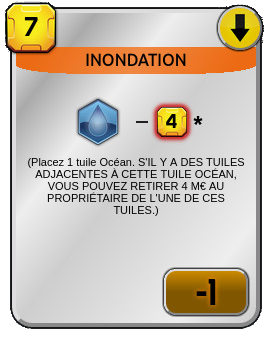 7
INONDATION
– 4 *
(Placez 1 tuile Océan. S'IL Y A DES TUILES
ADJACENTES À CETTE TUILE OCÉAN,
VOUS POUVEZ RETIRER 4 M€ AU
PROPRIÉTAIRE DE L'UNE DE CES
TUILES.)
-1